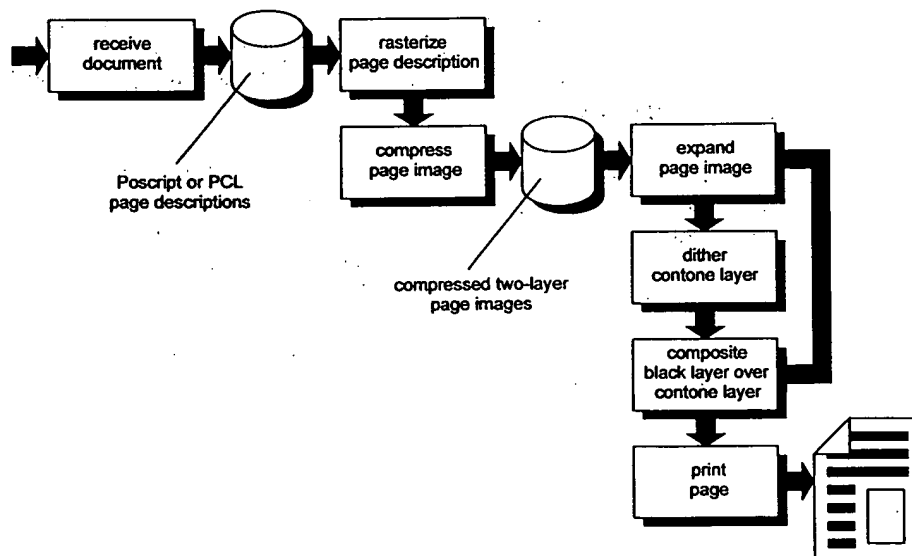 receive
document
rasterize
page description
compress
page image
expand
page image
Poscript or PCL
page descriptions
dither
contone layer
compressed two-layer
page images
composite
black layer over
contone layer
print
page